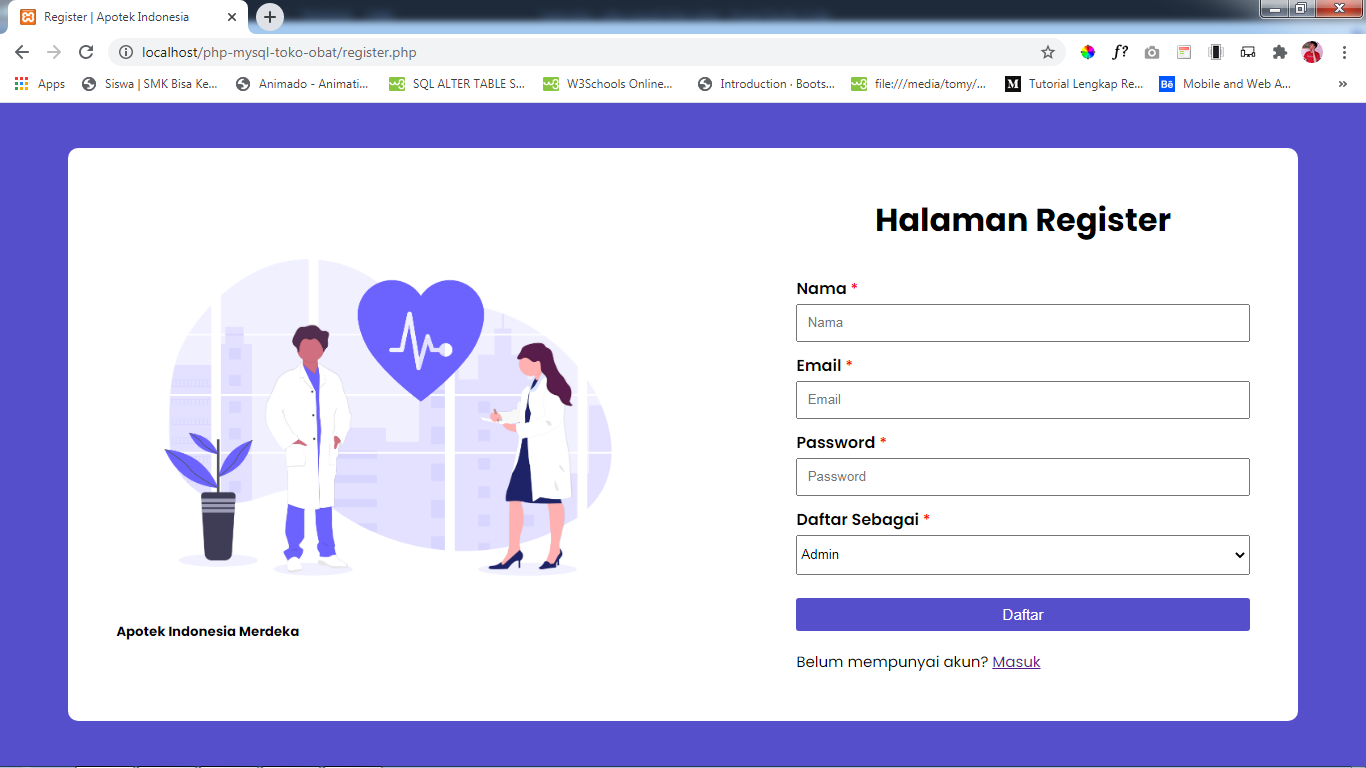 Register | Apotek Indonesia
localhost/php-mysql-toko-obat/register.php
f?
Apps
Siswa | SMK Bisa Ke...
Animado - Animati...
SQL ALTER TABLE S...
W3Schools Online...
Introduction · Boots...
file:///media/tomy/...
Tutorial Lengkap Re...
Mobile and Web A...
Halaman Register
Nama *
Nama
Email *
Email
Password *
Password
Daftar Sebagai *
Admin
Daftar
Apotek Indonesia Merdeka
Belum mempunyai akun? Masuk